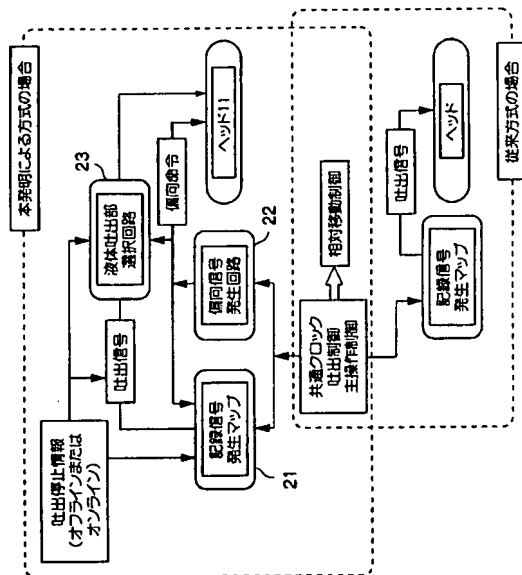 本発明による方式の場合
23
液体吐出部
選択回路
偏向命令
ヘッド11
吐出信号
22
偏向信号
発生回路
吐出停止情報
(オフラインまたは
オンライン)
記録信号
発生マップ
21
共通クロック
吐出制御
主操作制御
相対移動制御
吐出信号
ヘッド
記録信号
発生マップ
従来方式の場合